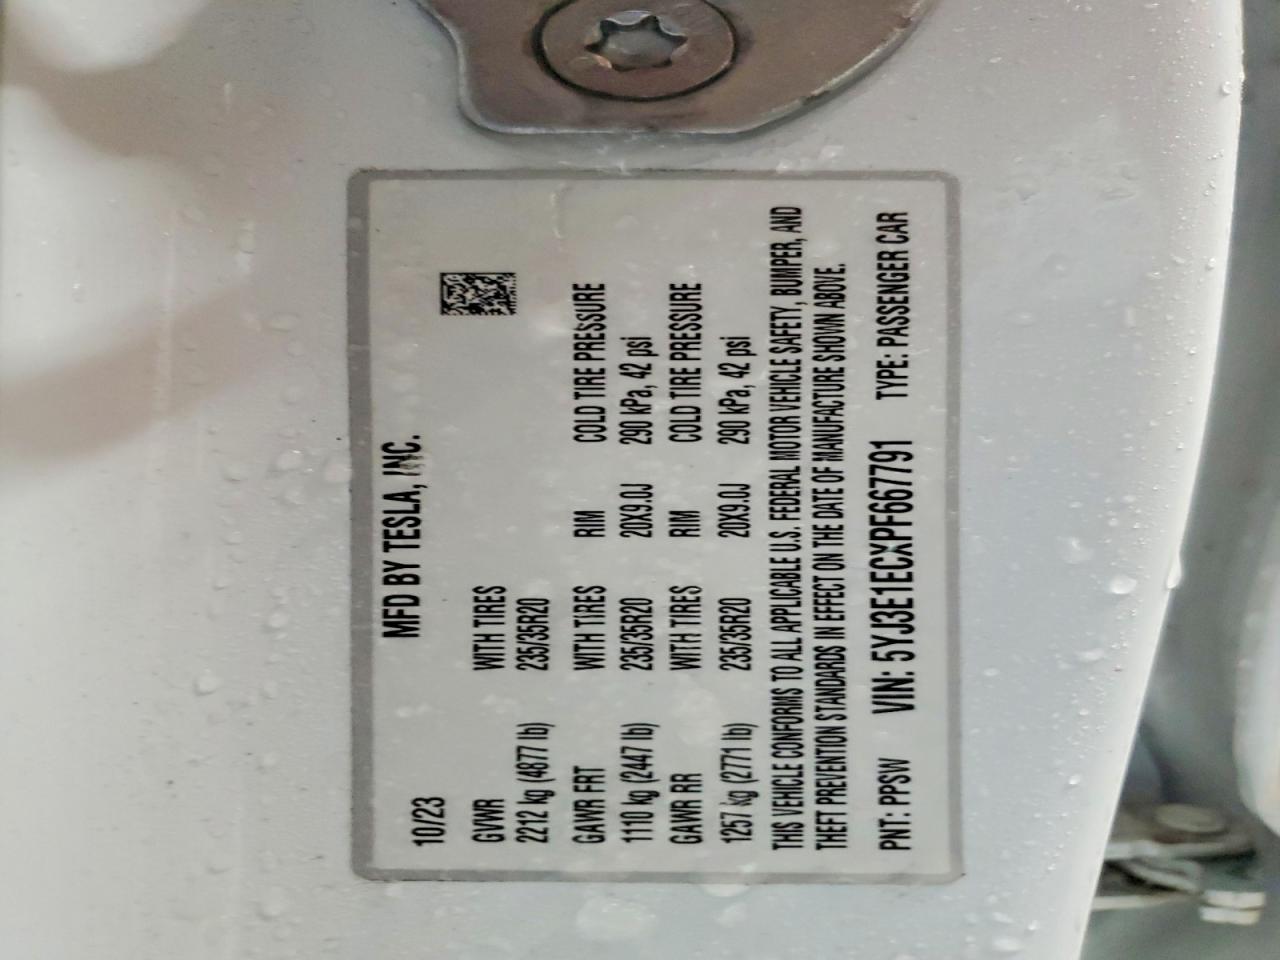 MFD BY TESLA, INC.
10/23
GVWR WITH TIRES
2212 kg (4877 lb) 235/35R20
GAWR FRT WITH TIRES RIM COLD TIRE PRESSURE
1110 kg (2447 lb) 235/35R20 20X9.0J 290 kPa, 42 psi
GAWR RR WITH TIRES RIM COLD TIRE PRESSURE
1257 kg (2771 lb) 235/35R20 20X9.0J 290 kPa, 42 psi
THIS VEHICLE CONFORMS TO ALL APPLICABLE U.S. FEDERAL MOTOR VEHICLE SAFETY, BUMPER, AND
THEFT PREVENTION STANDARDS IN EFFECT ON THE DATE OF MANUFACTURE SHOWN ABOVE.
PNT: PPSW VIN: 5YJ3E1ECXPF667791 TYPE: PASSENGER CAR